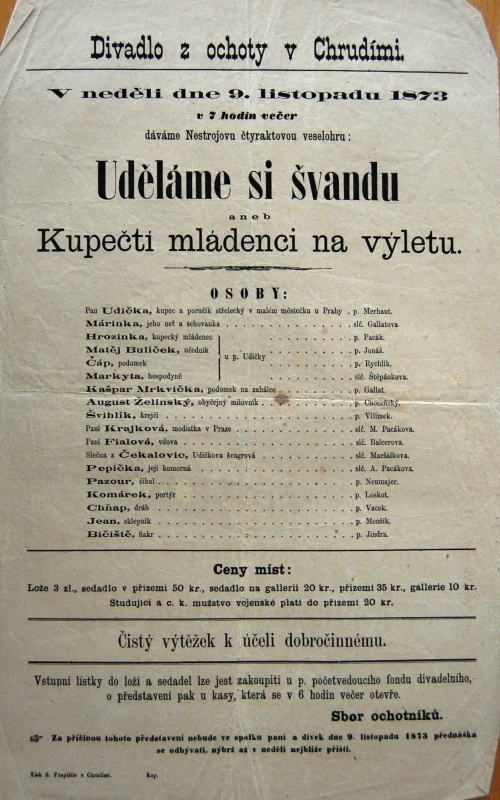 Divadlo z ochoty v Chrudími.
V neděli dne 9. listopadu 1873
v 7 hodin večer
dáváme Nestrojovu čtyraktovou veselohru:
Uděláme si švandu
aneb
Kupečtí mládenci na výletu.
OSOBY:
Pan Udička, kupec a poručík střelecký v malém městečku u Prahy . p. Merhaut.
Márinka, jeho neť a schovanka . . . . . . . . . . . slč. Gallatova.
Hrozinka, kupecký mládenec . . . . . . . . . . . p. Pacák.
Matěj Bulíček, učedník . . . . . . . . . . . p. Jonáš.
u p. Udičky
Čáp, podomek . . . . . . . . . . . p. Rychlík.
Markyta, hospodyně . . . . . . . . . . . slč. Štěpánkova.
Kašpar Mrkvička, podomek na zahálce . . . . . . . . p. Gallat.
August Želinský, obyčejný milovník . . . . . . . . p. Choceňský.
Švihlík, krejčí . . . . . . . . . . . p. Vilímek.
Paní Krajková, modistka v Praze . . . . . . . . . . . slč. M. Pacákova.
Paní Fialová, vdova . . . . . . . . . . . slč. Balcerova.
Slečna z Čekalovic, Udičkova švagrová . . . . . . . . slč. Maršálkova.
Pepička, její komorná . . . . . . . . . . . slč. A. Pacákova.
Pazour, šibal . . . . . . . . . . . p. Neumajer.
Komárek, portýr . . . . . . . . . . . p. Loskot.
Chňap, dráb . . . . . . . . . . . p. Vacek.
Jean, sklepník . . . . . . . . . . . p. Menšík.
Bičiště, fiakr . . . . . . . . . . . p. Jindra.
Ceny míst:
Lože 3 zl., sedadlo v přízemí 50 kr., sedadlo na gallerii 20 kr., přízemí 35 kr., gallerie 10 kr.
Studující a c. k. mužstvo vojenské platí do přízemí 20 kr.
Čistý výtěžek k účeli dobročinnému.
Vstupní lístky do loží a sedadel lze jest zakoupiti u p. početvedoucího fondu divadelního,
o představení pak u kasy, která se v 6 hodin večer otevře.
Sbor ochotníků.
☞ Za příčinou tohoto představení nebude ve spolku paní a dívek dne 9. listopadu 1873 přednáška
se odbývati, nýbrž až v neděli nejblíže příští.
Tisk S. Pospíšila v Chrudími.